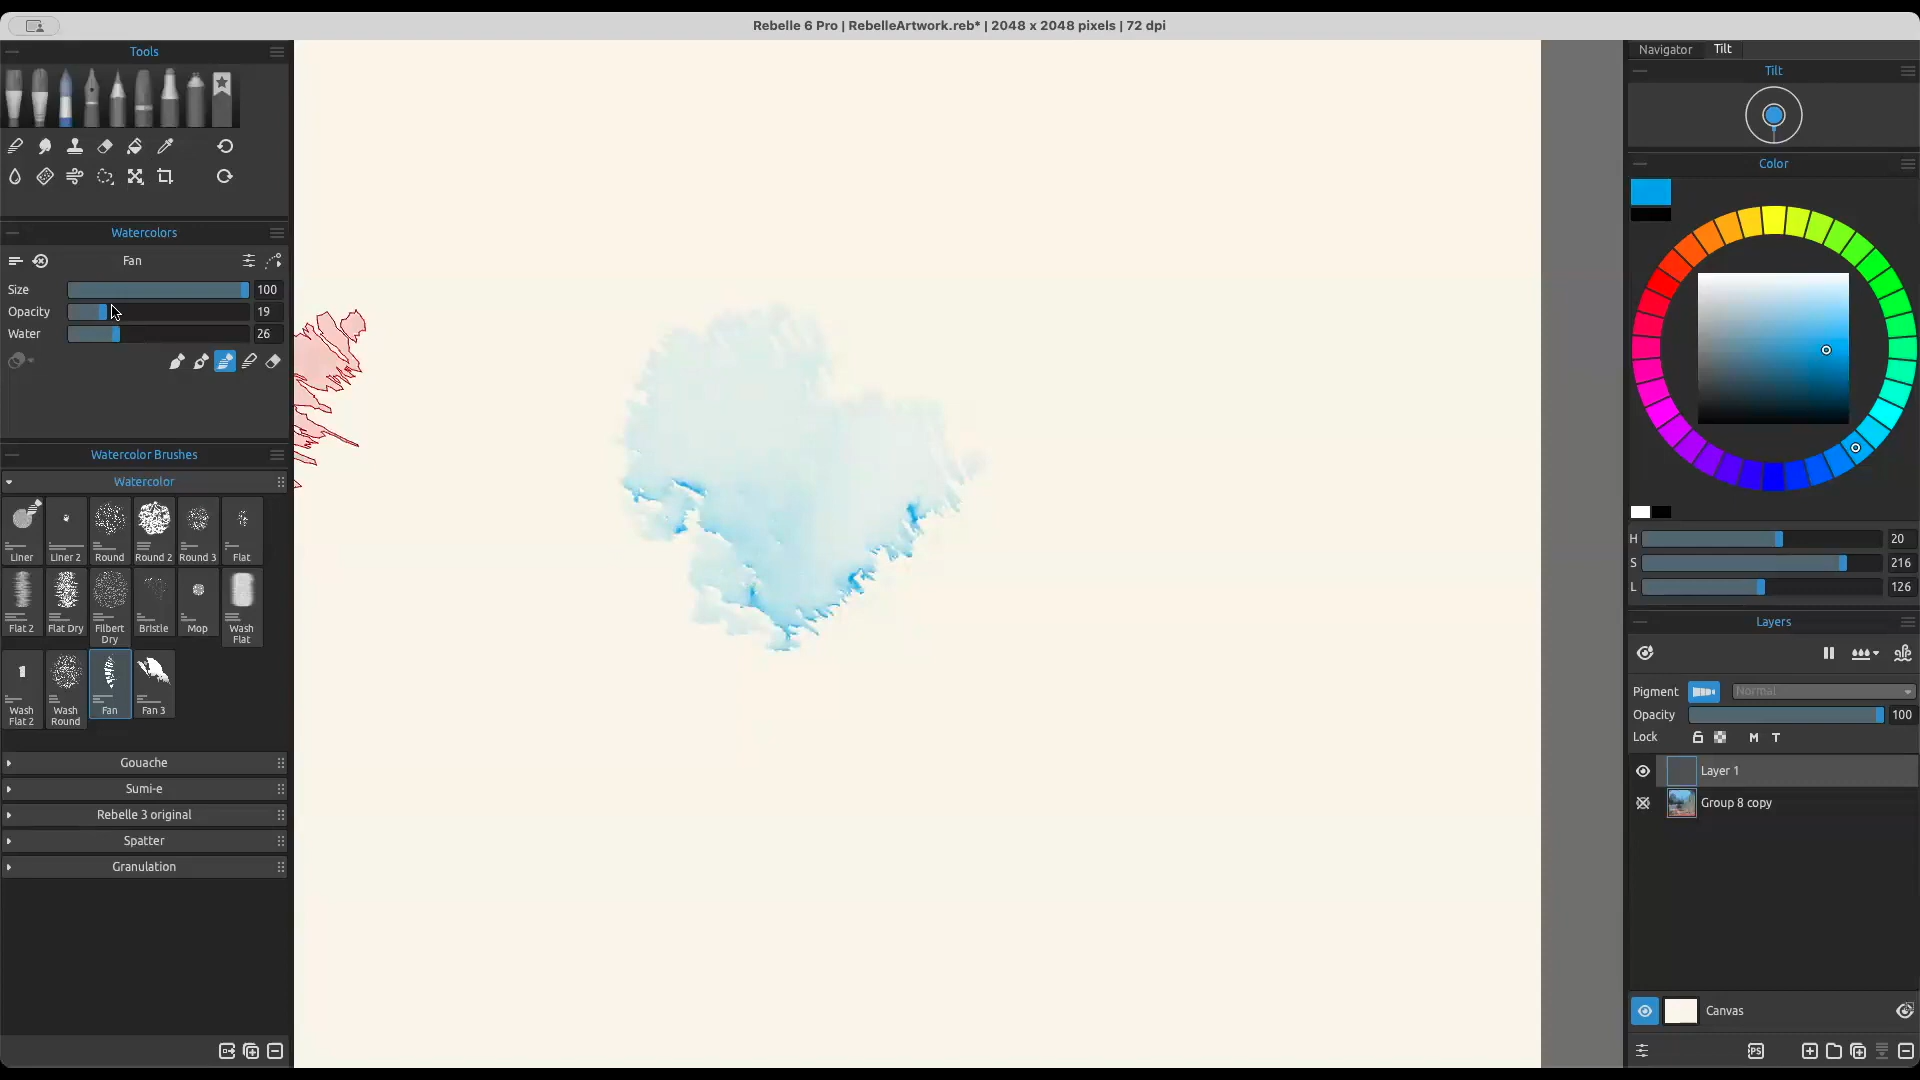 Rebelle 6 Pro | RebelleArtwork.reb* | 2048 x 2048 pixels | 72 dpi
Tools
Watercolors
Fan
Size 100
Opacity 19
Water 26
Watercolor Brushes
Watercolor
Liner Liner 2 Round Round 2 Round 3 Flat
Flat 2 Flat Dry Filbert Dry Bristle Mop Wash Flat
Wash Flat 2 Wash Round Fan Fan 3
Gouache
Sumi-e
Rebelle 3 original
Spatter
Granulation
Navigator Tilt
Tilt
Color
H 20
S 216
L 126
Layers
Pigment Normal
Opacity 100
Lock M T
Layer 1
Group 8 copy
Canvas
PS